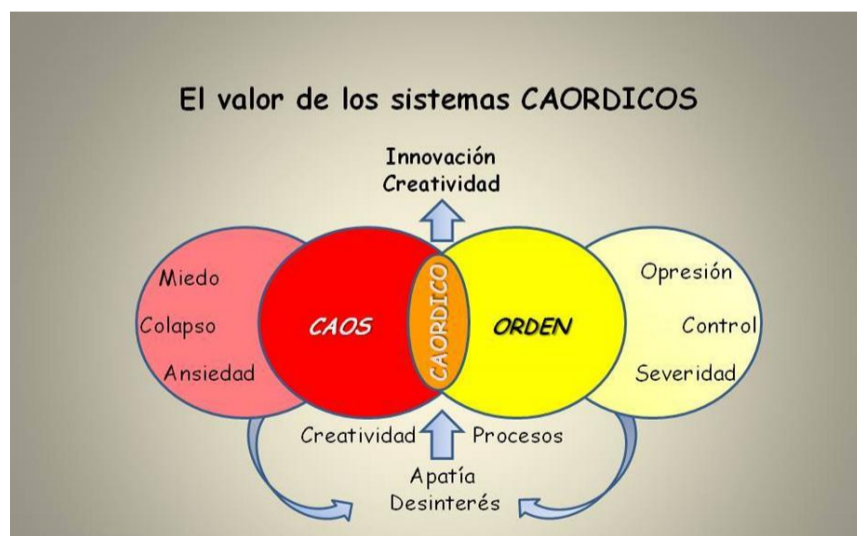 El valor de los sistemas CAORDICOS
Innovación
Creatividad
Miedo
Colapso
Ansiedad
CAOS
CAORDICO
ORDEN
Opresión
Control
Severidad
Creatividad
Procesos
Apatía
Desinterés